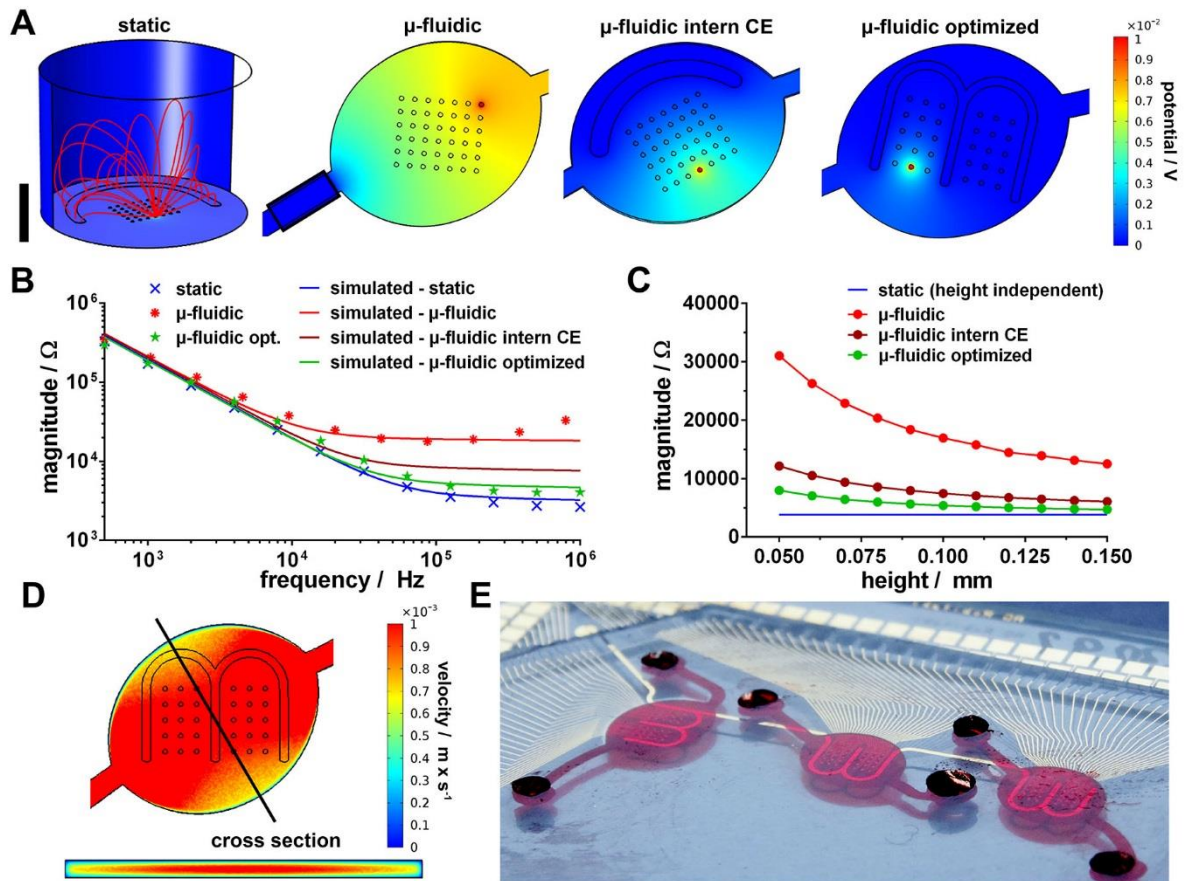 A
static
μ-fluidic
μ-fluidic intern CE
μ-fluidic optimized
×10⁻²
1
0.9
0.8
0.7
0.6
0.5
0.4
0.3
0.2
0.1
0
potential / V
B
static
μ-fluidic
μ-fluidic opt.
simulated - static
simulated - μ-fluidic
simulated - μ-fluidic intern CE
simulated - μ-fluidic optimized
magnitude / Ω
10⁶
10⁵
10⁴
10³
10³
10⁴
10⁵
10⁶
frequency / Hz
C
static (height independent)
μ-fluidic
μ-fluidic intern CE
μ-fluidic optimized
magnitude / Ω
40000
30000
20000
10000
0
0.050
0.075
0.100
0.125
0.150
height / mm
D
×10⁻³
1
0.9
0.8
0.7
0.6
0.5
0.4
0.3
0.2
0.1
0
velocity / m x s⁻¹
cross section
E